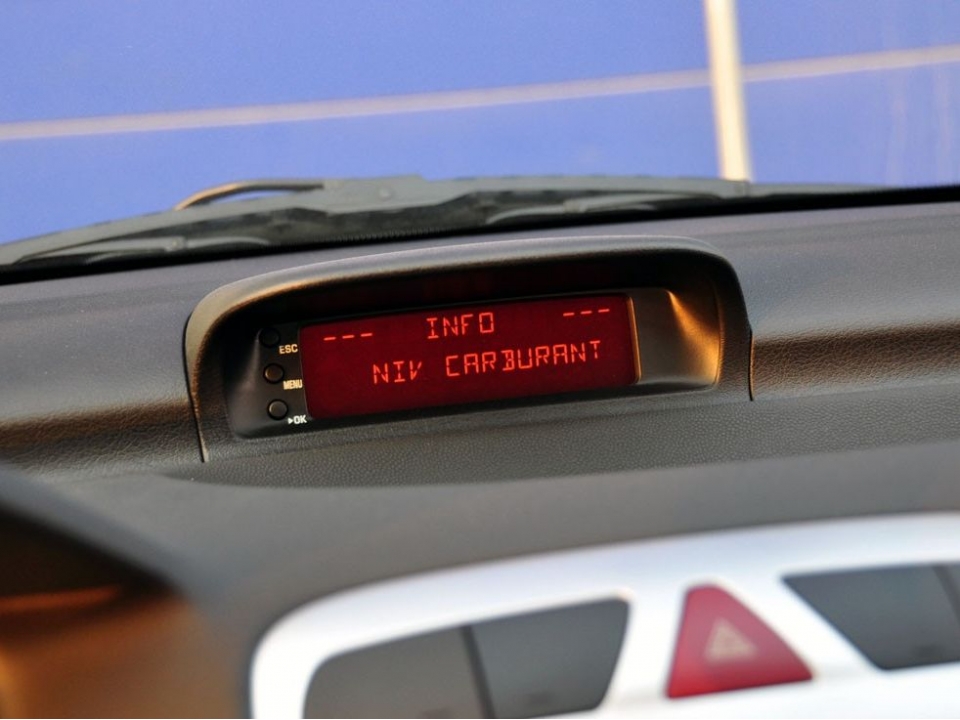 --- INFO ---
NIV CARBURANT
ESC
MENU
▸OK